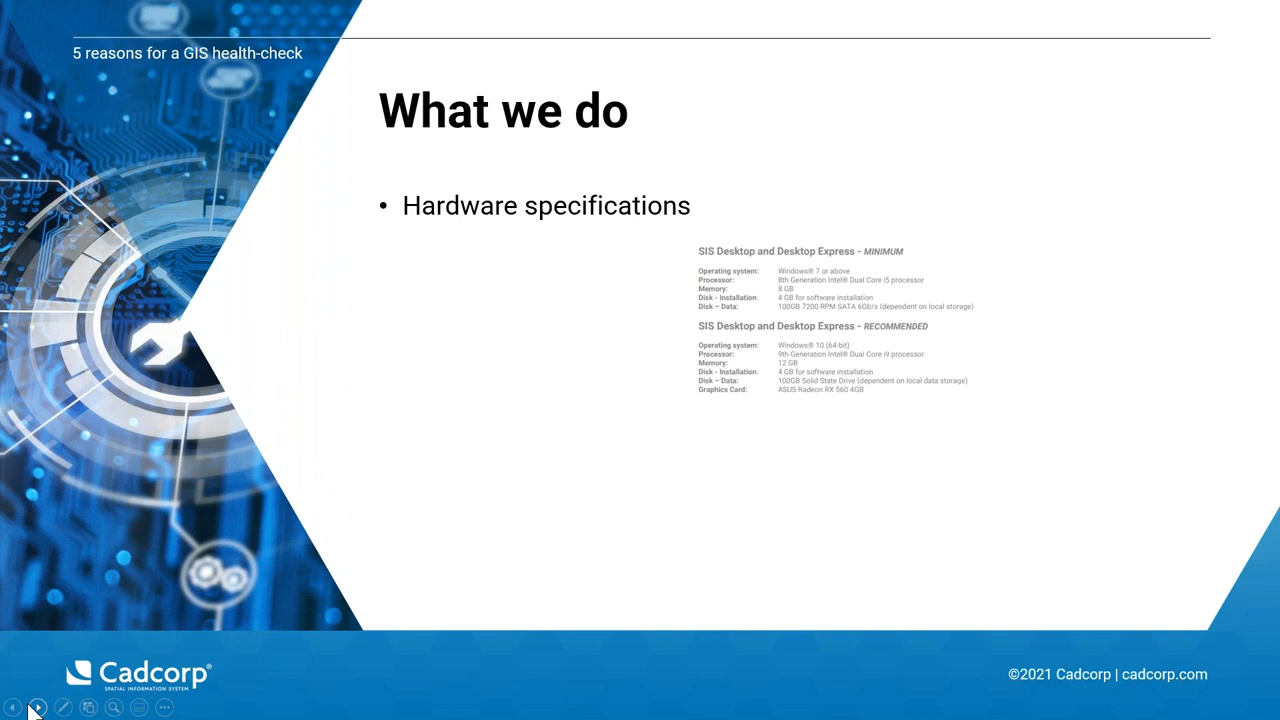 5 reasons for a GIS health-check
What we do
• Hardware specifications
SIS Desktop and Desktop Express - MINIMUM
Operating system: Windows® 7 or above
Processor: 8th Generation Intel® Dual Core i5 processor
Memory: 8 GB
Disk - Installation: 4 GB for software installation
Disk – Data: 100GB 7200 RPM SATA 6Gb/s (dependent on local storage)
SIS Desktop and Desktop Express - RECOMMENDED
Operating system: Windows® 10 (64-bit)
Processor: 9th Generation Intel® Dual Core i9 processor
Memory: 12 GB
Disk - Installation: 4 GB for software installation
Disk – Data: 100GB Solid State Drive (dependent on local data storage)
Graphics Card: ASUS Radeon RX 560 4GB
Cadcorp®
SPATIAL INFORMATION SYSTEM
©2021 Cadcorp | cadcorp.com